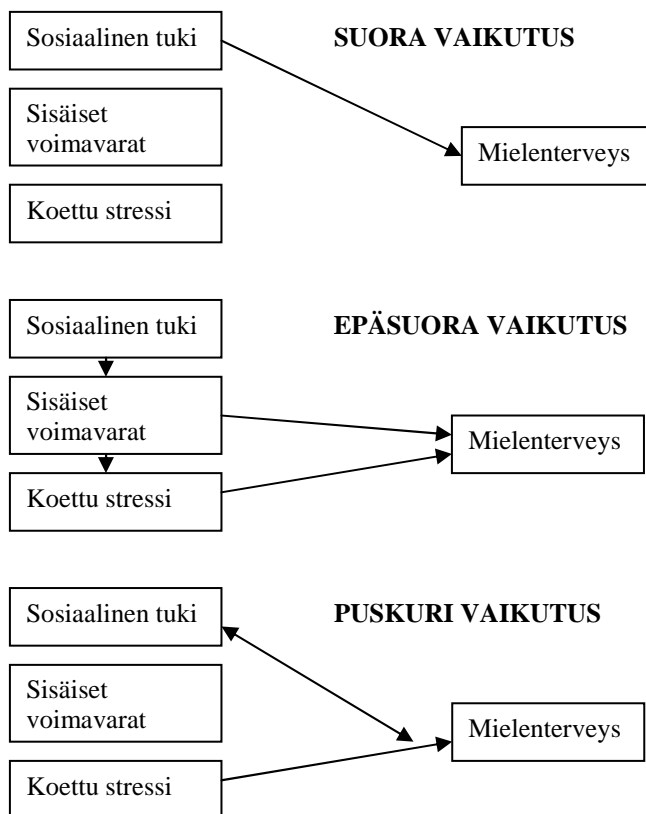 Sosiaalinen tuki
SUORA VAIKUTUS
Sisäiset
voimavarat
Mielenterveys
Koettu stressi
Sosiaalinen tuki
EPÄSUORA VAIKUTUS
Sisäiset
voimavarat
Mielenterveys
Koettu stressi
Sosiaalinen tuki
PUSKURI VAIKUTUS
Sisäiset
voimavarat
Mielenterveys
Koettu stressi